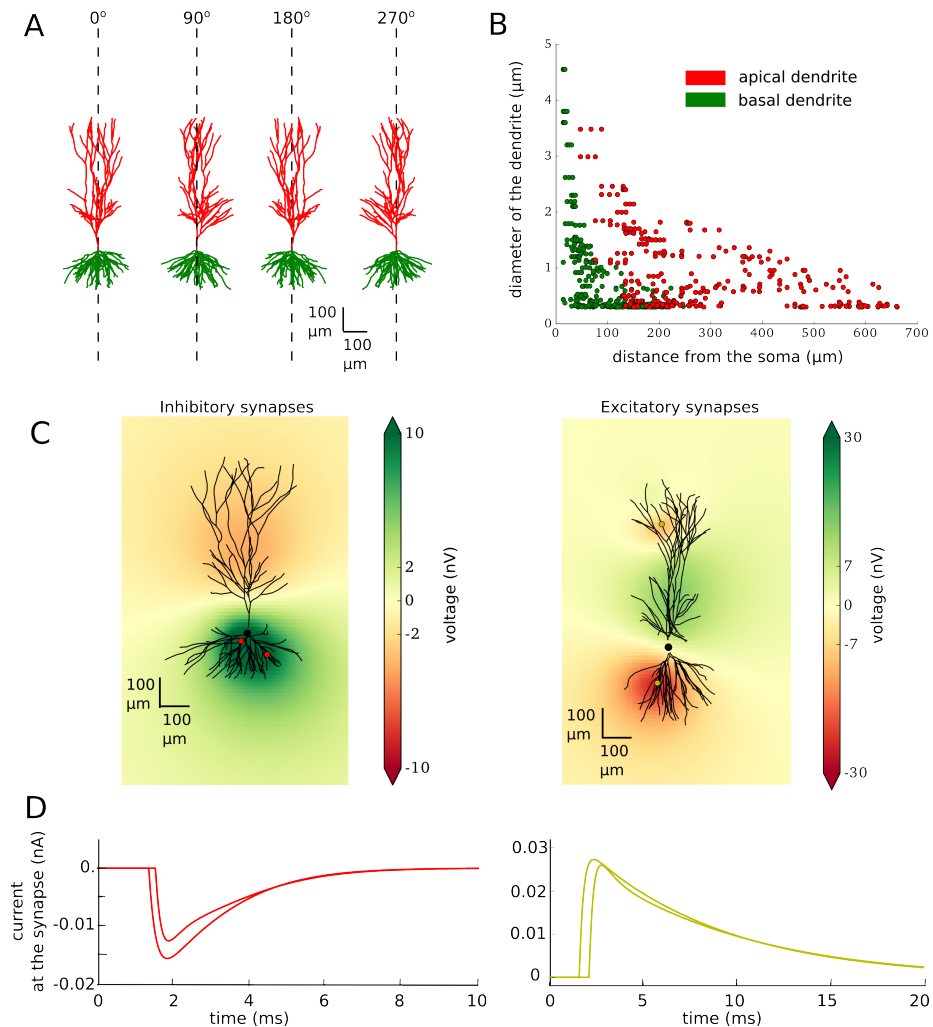 A
0° 90° 180° 270°
100
μm
100
μm
B
diameter of the dendrite (μm)
5
4
3
2
1
0
apical dendrite
basal dendrite
0 100 200 300 400 500 600 700
distance from the soma (μm)
C
Inhibitory synapses
10
2
0
-2
-10
voltage (nV)
100
μm
100
μm
Excitatory synapses
30
7
0
-7
-30
voltage (nV)
100
μm
100
μm
D
current
at the synapse (nA)
0.
-0.01
-0.02
0 2 4 6 8 10
time (ms)
0.03
0.02
0.01
0
0 5 10 15 20
time (ms)